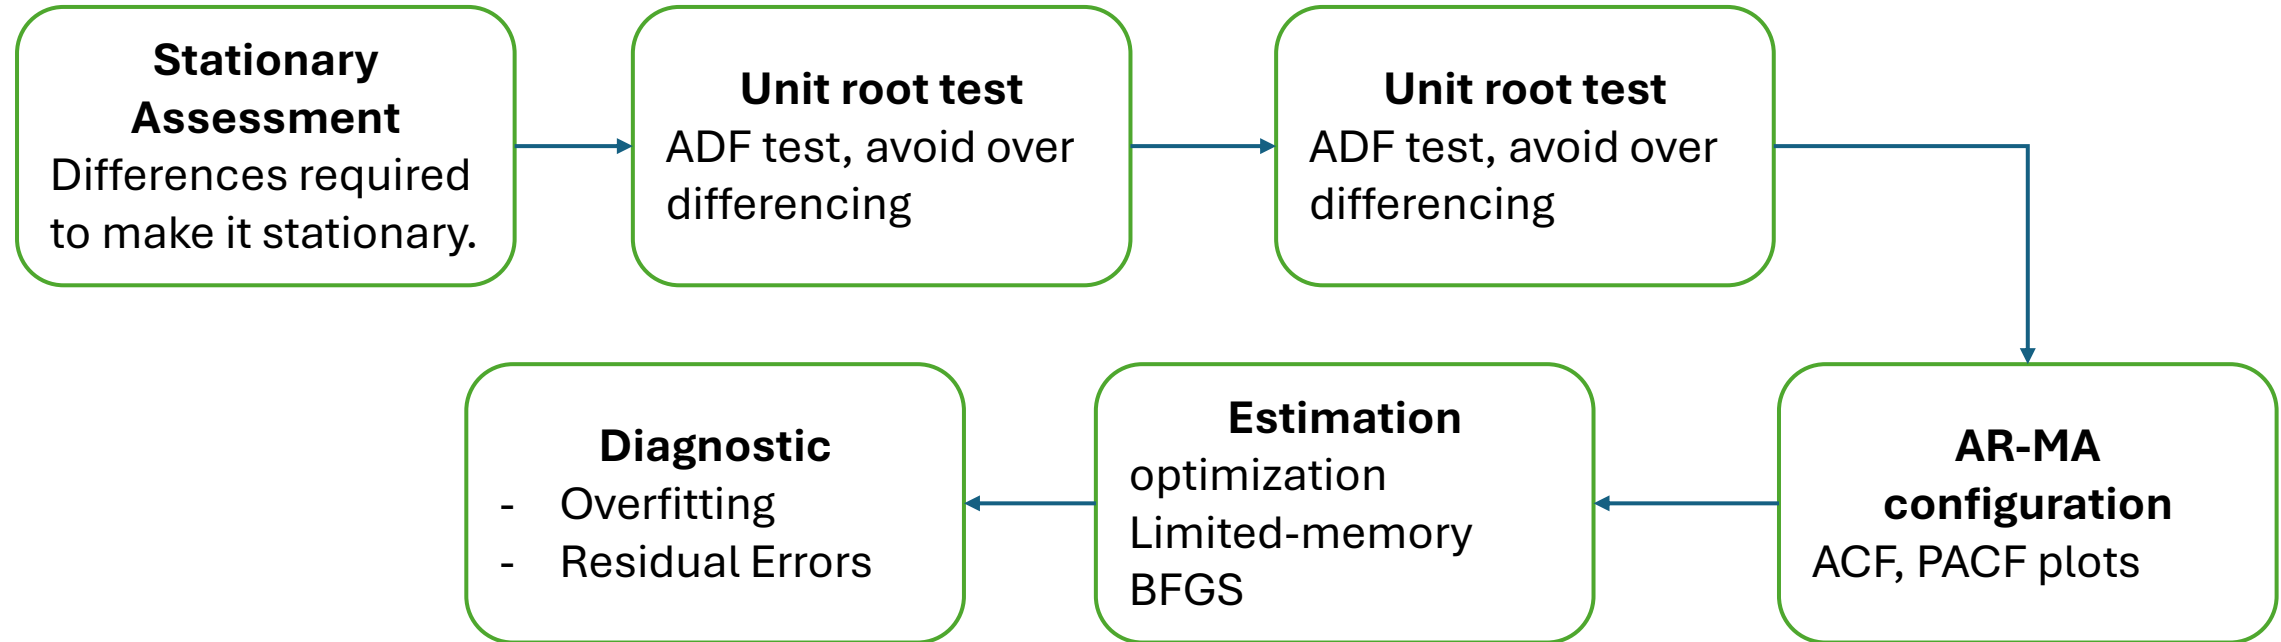 Stationary
Assessment
Differences required
to make it stationary.
Unit root test
ADF test, avoid over
differencing
Unit root test
ADF test, avoid over
differencing
AR-MA
configuration
ACF, PACF plots
Estimation
optimization
Limited-memory
BFGS
Diagnostic
- Overfitting
- Residual Errors